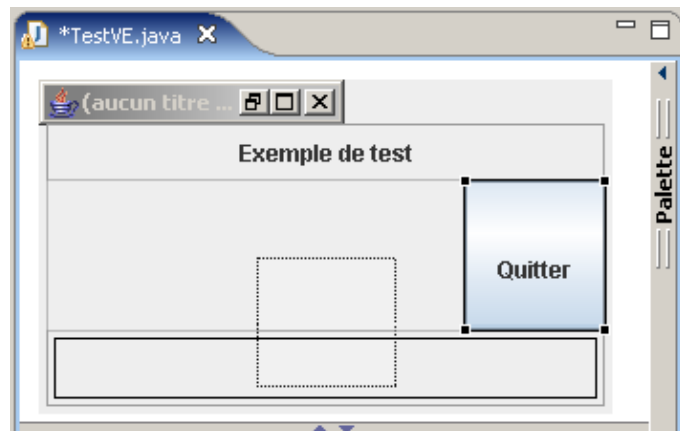 *TestVE.java
(aucun titre ...
Exemple de test
Quitter
Palette